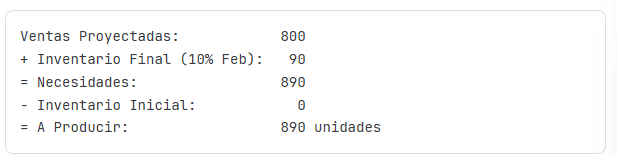 Ventas Proyectadas: 800
+ Inventario Final (10% Feb): 90
= Necesidades: 890
- Inventario Inicial: 0
= A Producir: 890 unidades